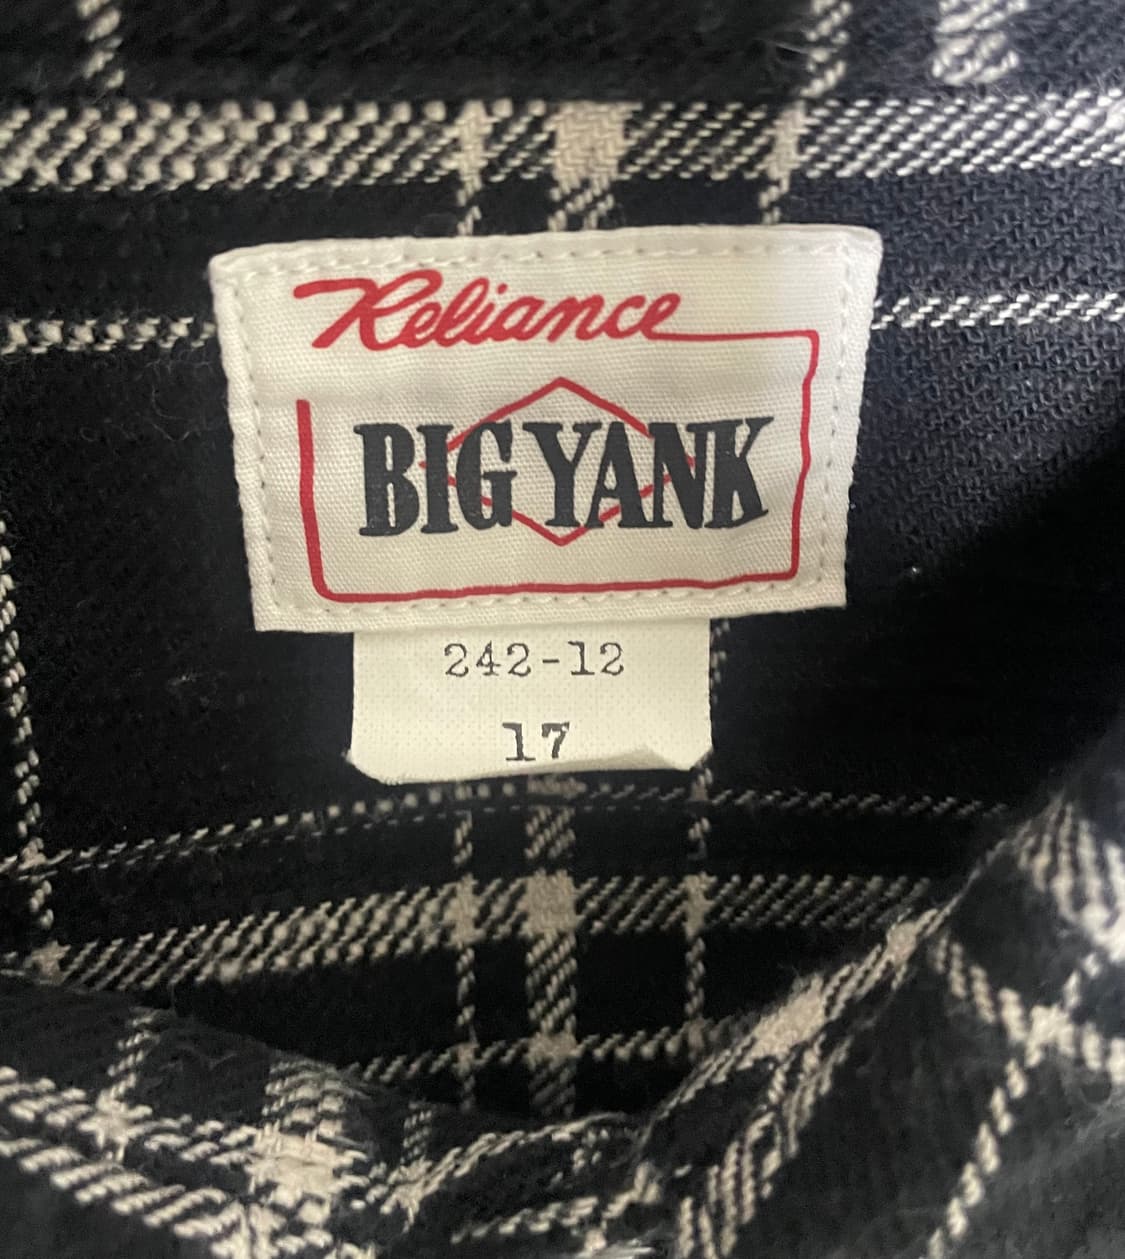 Reliance
BIG YANK
242-12
17